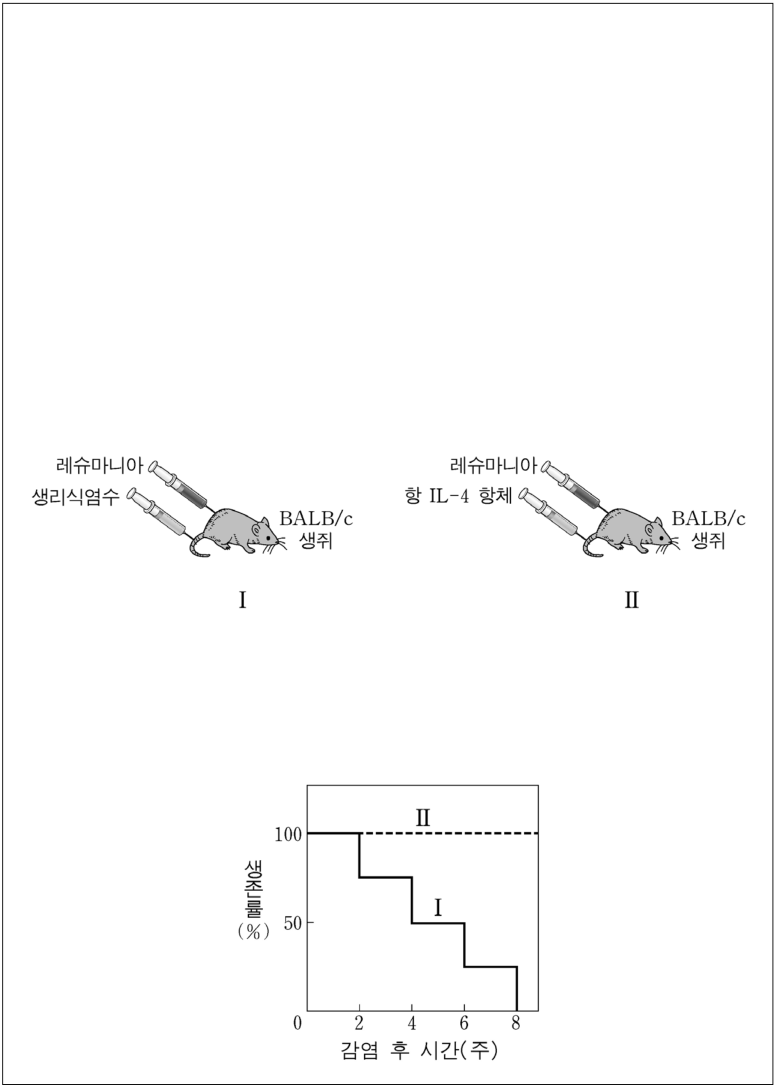 레슈마니아
생리식염수
BALB/c
생쥐
Ⅰ
레슈마니아
항 IL-4 항체
BALB/c
생쥐
Ⅱ
Ⅱ
100
생존률
(%)
Ⅰ
50
0
2 4 6 8
감염 후 시간(주)